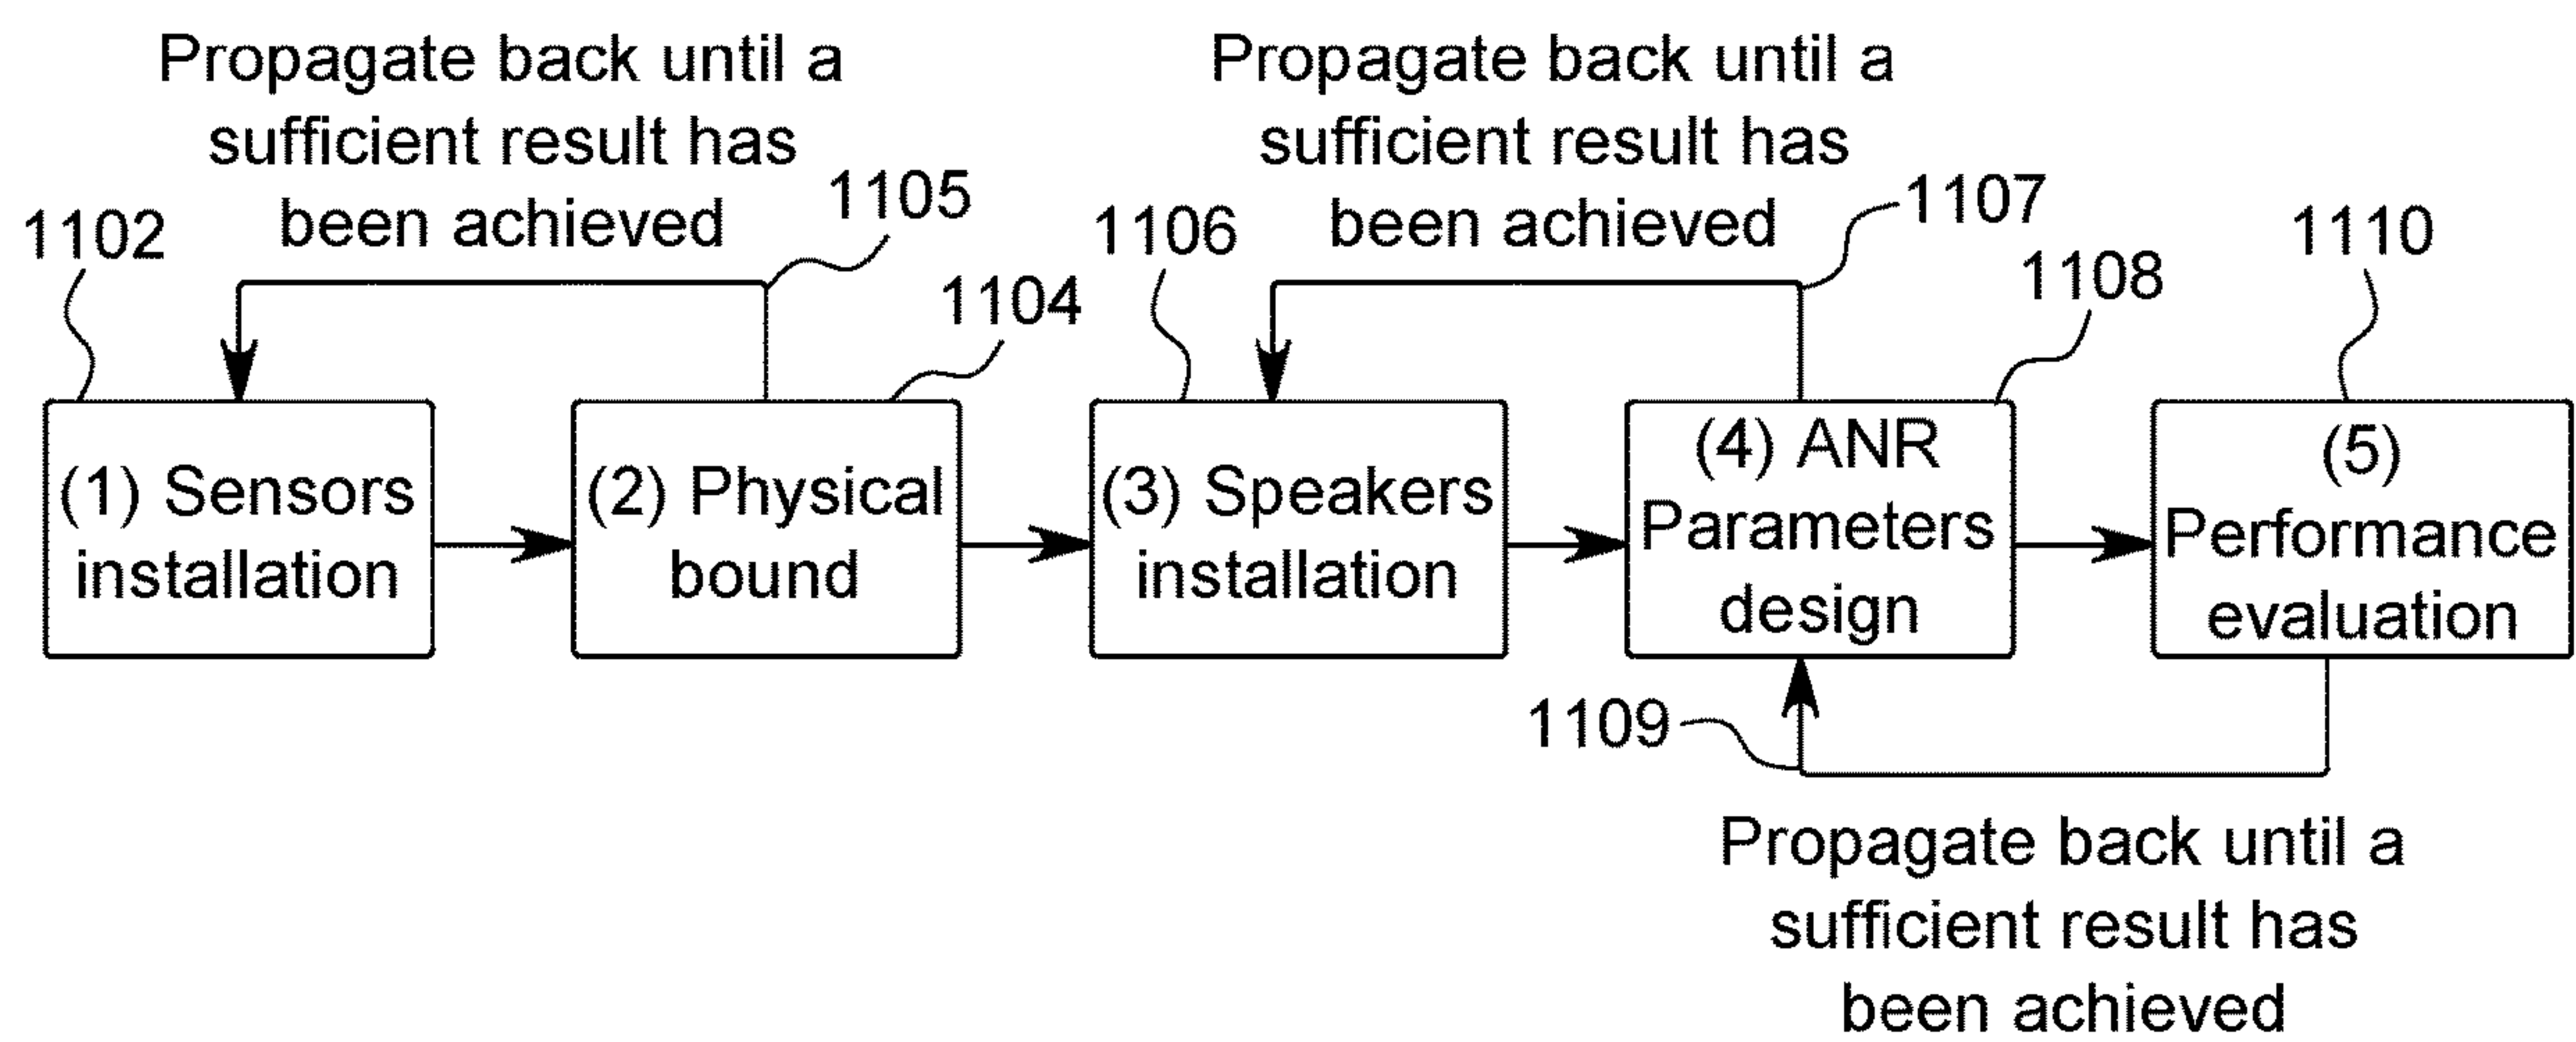 Propagate back until a
sufficient result has
been achieved
Propagate back until a
sufficient result has
been achieved
1102
1105
1104
1106
1107
1108
1110
(1) Sensors
installation
(2) Physical
bound
(3) Speakers
installation
(4) ANR
Parameters
design
(5)
Performance
evaluation
1109
Propagate back until a
sufficient result has
been achieved